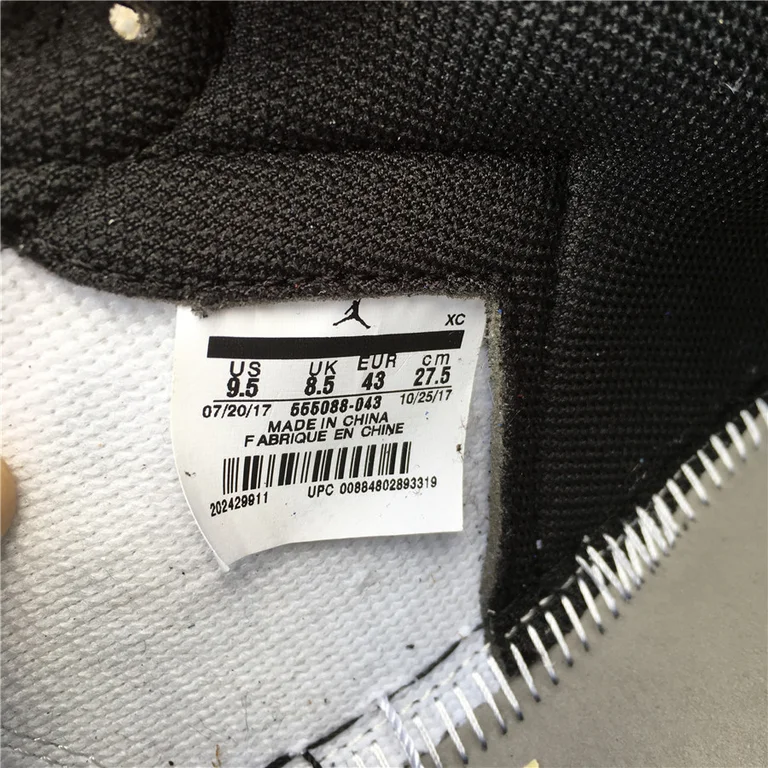 XC
US UK EUR cm
9.5 8.5 43 27.5
07/20/17 555088-043 10/25/17
MADE IN CHINA
FABRIQUE EN CHINE
202429911 UPC 00884802893319